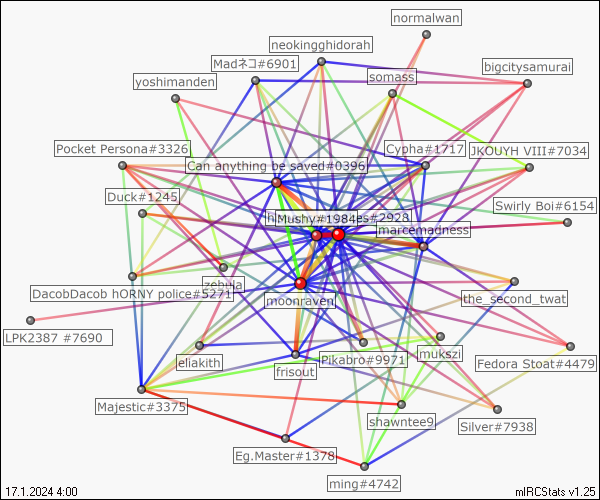 normalwan
neokingghidorah
Madネコ#6901
bigcitysamurai
somass
yoshimanden
Pocket Persona#3326
Cypha#1717
JKOUYH VIII#7034
Can anything be saved#0396
Duck#1245
Swirly Boi#6154
Mushy#1984
es#2928
marcemadness
zebula
DacobDacob hORNY police#5271
moonraven
the_second_twat
LPK2387 #7690
eliakith
Pikabro#9971
mukszi
Fedora Stoat#4479
frisout
Majestic#3375
shawntee9
Silver#7938
Eg.Master#1378
ming#4742
17.1.2024 4:00
mIRCStats v1.25